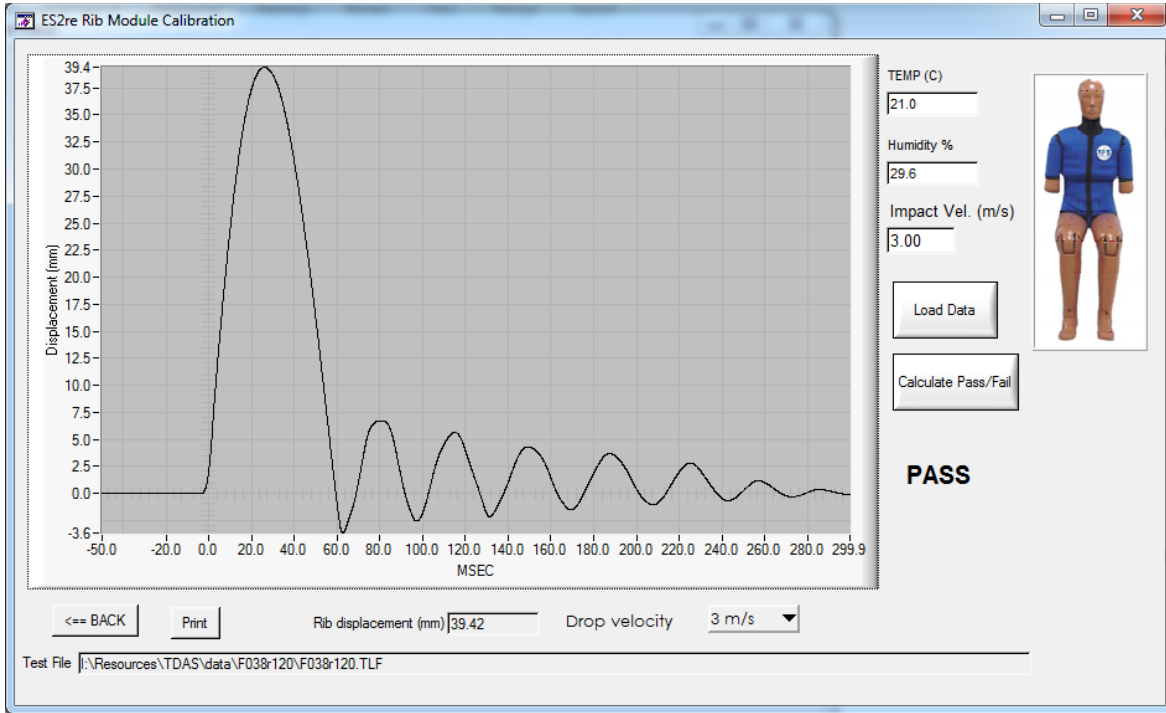 ES2re Rib Module Calibration
39.4
37.5
35.0
32.5
30.0
27.5
25.0
22.5
20.0
17.5
15.0
12.5
10.0
7.5
5.0
2.5
0.0
-3.6
Displacement (mm)
-50.0 -20.0 0.0 20.0 40.0 60.0 80.0 100.0 120.0 140.0 160.0 180.0 200.0 220.0 240.0 260.0 280.0 299.9
MSEC
TEMP (C)
21.0
Humidity %
29.6
Impact Vel. (m/s)
3.00
Load Data
Calculate Pass/Fail
PASS
<== BACK
Print
Rib displacement (mm) 39.42
Drop velocity 3 m/s
Test File I:\Resources\TDAS\data\F038r120\F038r120.TLF